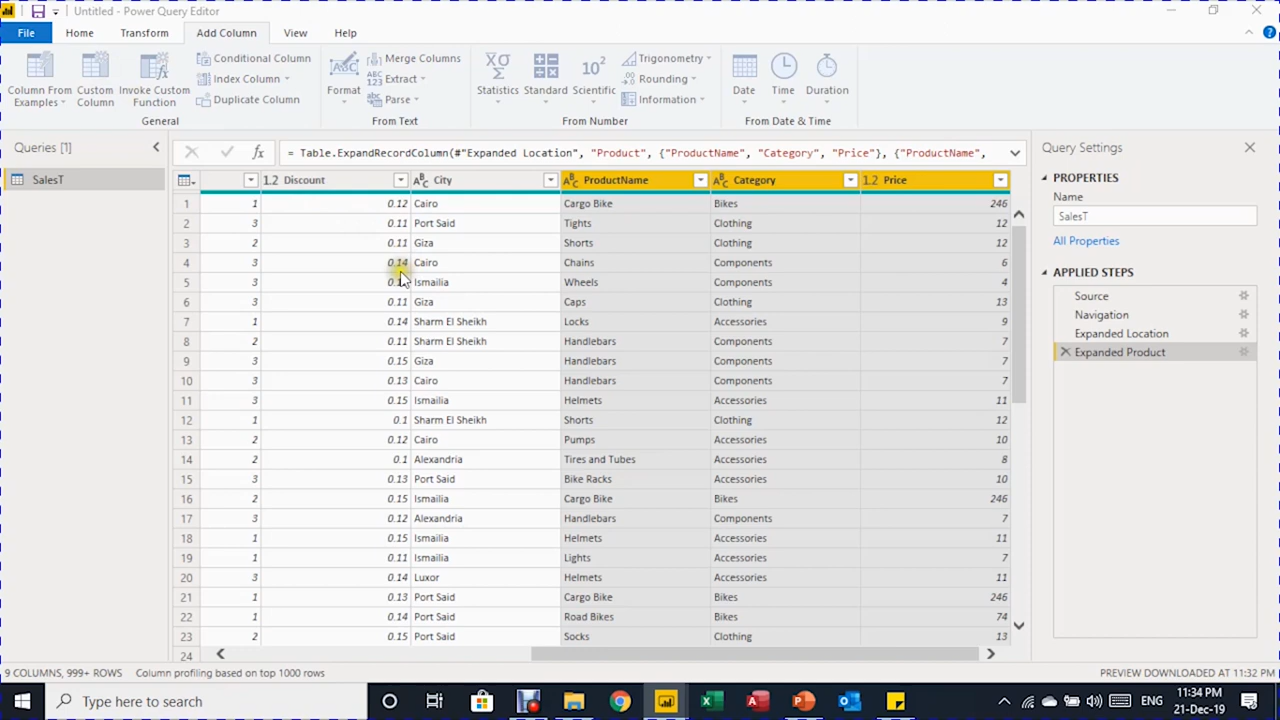 Untitled - Power Query Editor
File Home Transform Add Column View Help
Column From Examples
Custom Column
Invoke Custom Function
Conditional Column
Index Column
Duplicate Column
General
Format
Merge Columns
Extract
Parse
From Text
Statistics
Standard
Scientific
Trigonometry
Rounding
Information
From Number
Date
Time
Duration
From Date & Time
Queries [1]
SalesT
= Table.ExpandRecordColumn(#"Expanded Location", "Product", {"ProductName", "Category", "Price"}, {"ProductName",
1.2 Discount City ProductName Category 1.2 Price
1 1 0.12 Cairo Cargo Bike Bikes 246
2 3 0.11 Port Said Tights Clothing 12
3 2 0.11 Giza Shorts Clothing 12
4 3 0.14 Cairo Chains Components 6
5 3 Ismailia Wheels Components 4
6 3 0.11 Giza Caps Clothing 13
7 1 0.14 Sharm El Sheikh Locks Accessories 9
8 2 0.11 Sharm El Sheikh Handlebars Components 7
9 3 0.15 Giza Handlebars Components 7
10 3 0.13 Cairo Handlebars Components 7
11 3 0.15 Ismailia Helmets Accessories 11
12 1 0.1 Sharm El Sheikh Shorts Clothing 12
13 2 0.12 Cairo Pumps Accessories 10
14 2 0.1 Alexandria Tires and Tubes Accessories 8
15 3 0.13 Port Said Bike Racks Accessories 10
16 2 0.15 Ismailia Cargo Bike Bikes 246
17 3 0.12 Alexandria Handlebars Components 7
18 1 0.15 Ismailia Helmets Accessories 11
19 1 0.11 Ismailia Lights Accessories 7
20 3 0.14 Luxor Helmets Accessories 11
21 1 0.13 Port Said Cargo Bike Bikes 246
22 1 0.14 Port Said Road Bikes Bikes 74
23 2 0.15 Port Said Socks Clothing 13
24
Query Settings
PROPERTIES
Name
SalesT
All Properties
APPLIED STEPS
Source
Navigation
Expanded Location
Expanded Product
9 COLUMNS, 999+ ROWS Column profiling based on top 1000 rows PREVIEW DOWNLOADED AT 11:32 PM
Type here to search
ENG
11:34 PM
21-Dec-19